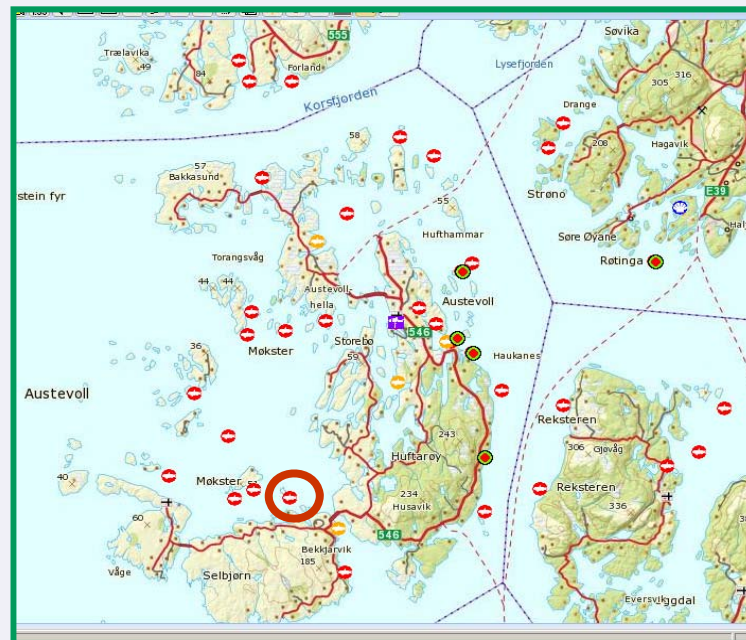 555
Søvika
Trælavika
49
84
Forland
Lysefjorden
305
316
Korsfjorden
Drange
58
208
Hagavik
57
Bakkasund
E39
stein fyr
Strøno
55
Hufthammar
Søre Øyane
Røtinga
Torangsvåg
44
44
Austevoll-
hella
Austevoll
546
36
Møkster
Storebø
59
Haukanes
Austevoll
Reksteren
243
306
Gjøvåg
Huftarøy
40
Møkster
234
Husavik
Reksteren
336
60
546
Bekkjarvik
185
Våge
Selbjørn
Eversvik